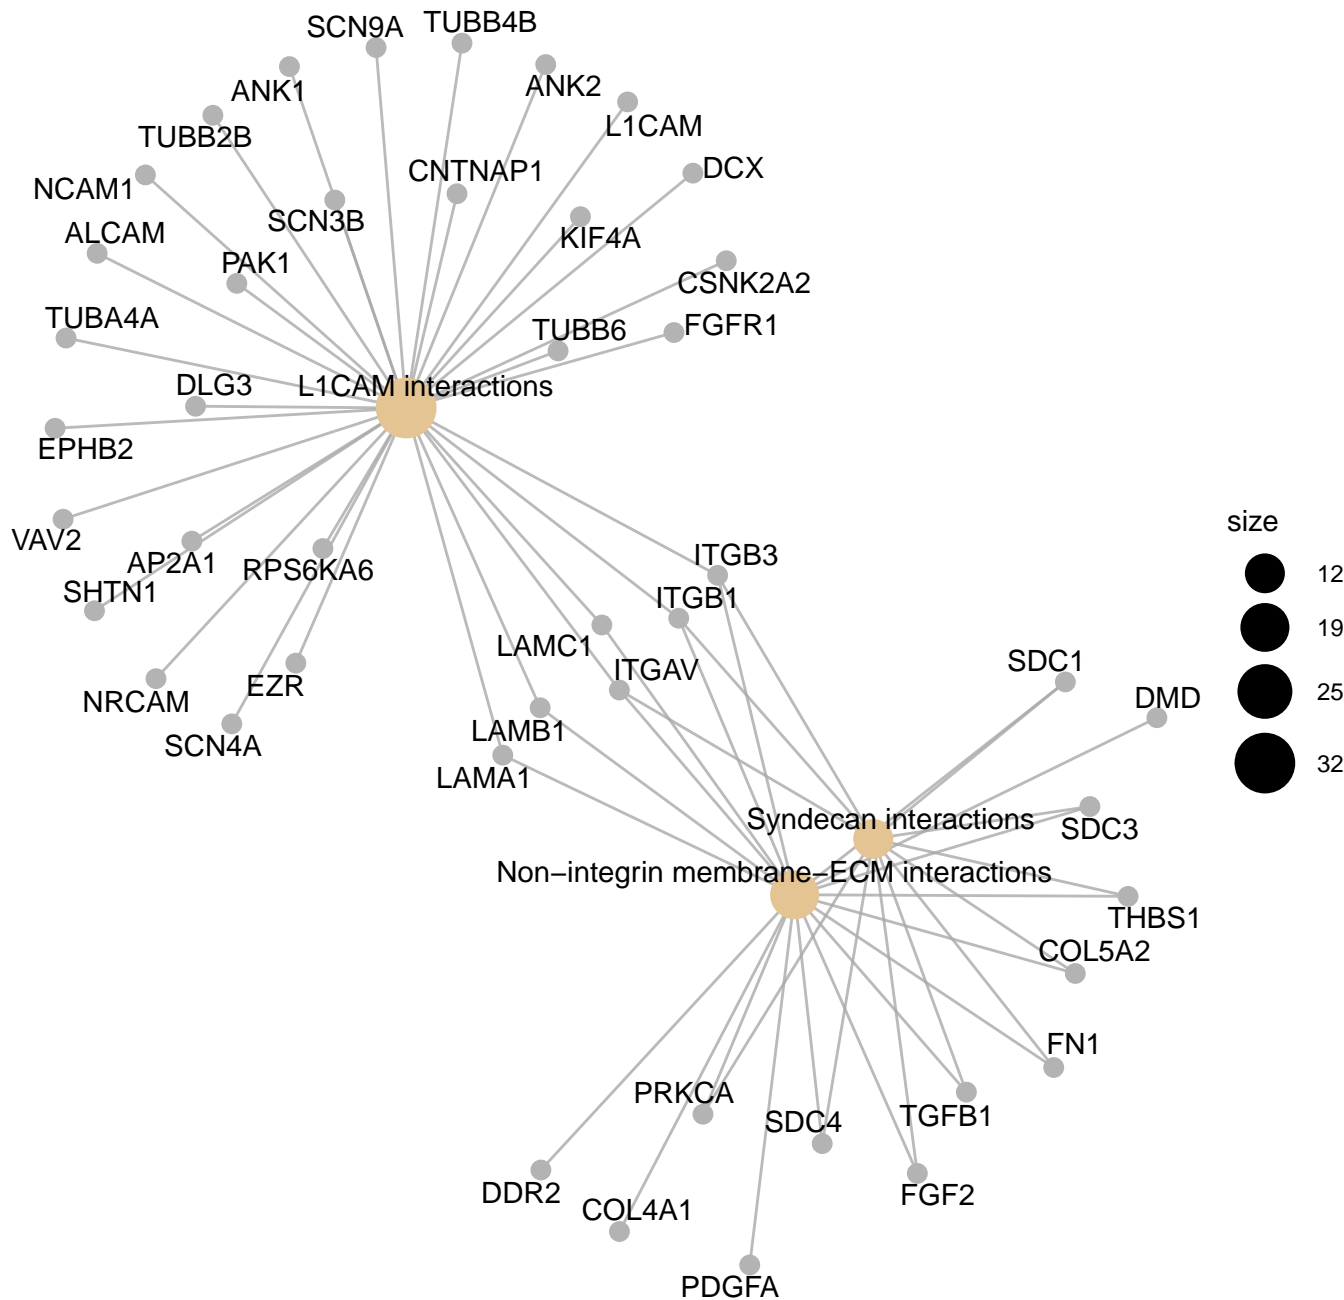 SCN9A
TUBB4B
ANK1
ANK2
TUBB2B
L1CAM
NCAM1
CNTNAP1
DCX
SCN3B
ALCAM
KIF4A
PAK1
CSNK2A2
TUBA4A
TUBB6
FGFR1
DLG3
L1CAM interactions
EPHB2
VAV2
AP2A1
RPS6KA6
SHTN1
ITGB3
ITGB1
LAMC1
ITGAV
EZR
NRCAM
SCN4A
LAMB1
LAMA1
SDC1
DMD
Syndecan interactions
SDC3
Non−integrin membrane−ECM interactions
THBS1
COL5A2
FN1
PRKCA
SDC4
TGFB1
DDR2
COL4A1
FGF2
PDGFA
size
12
19
25
32